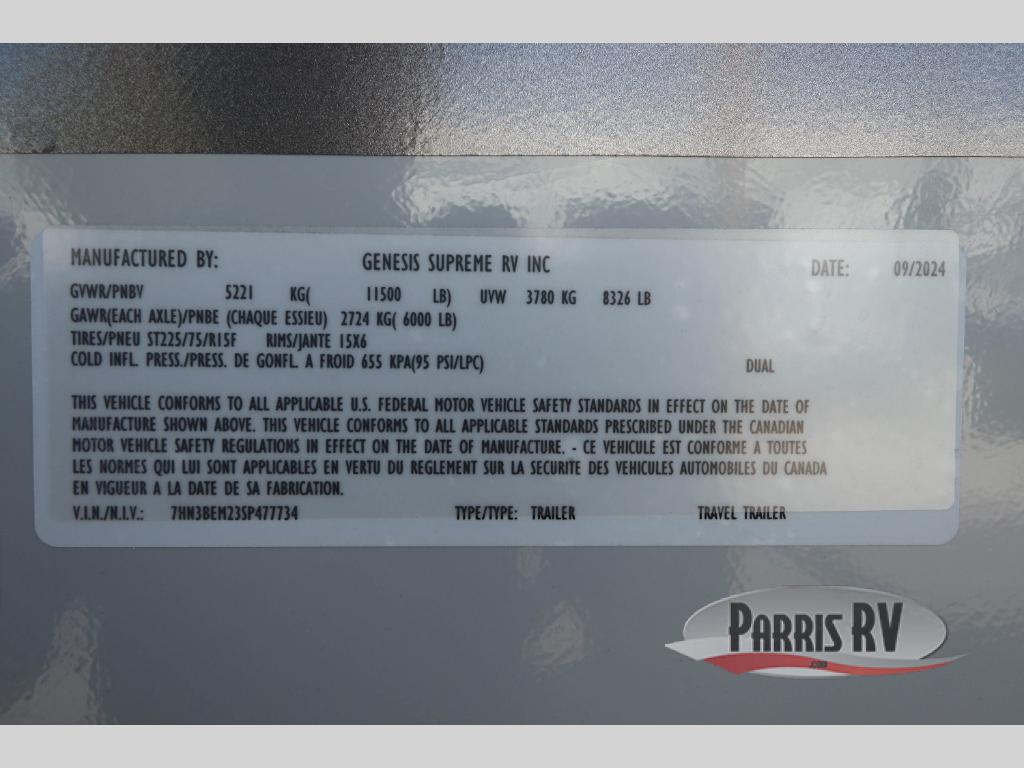 MANUFACTURED BY: GENESIS SUPREME RV INC DATE: 09/2024
GVWR/PNBV 5221 KG( 11500 LB) UVW 3780 KG 8326 LB
GAWR(EACH AXLE)/PNBE (CHAQUE ESSIEU) 2724 KG( 6000 LB)
TIRES/PNEU ST225/75/R15F RIMS/JANTE 15X6
COLD INFL. PRESS./PRESS. DE GONFL. A FROID 655 KPA(95 PSI/LPC) DUAL
THIS VEHICLE CONFORMS TO ALL APPLICABLE U.S. FEDERAL MOTOR VEHICLE SAFETY STANDARDS IN EFFECT ON THE DATE OF
MANUFACTURE SHOWN ABOVE. THIS VEHICLE CONFORMS TO ALL APPLICABLE STANDARDS PRESCRIBED UNDER THE CANADIAN
MOTOR VEHICLE SAFETY REGULATIONS IN EFFECT ON THE DATE OF MANUFACTURE. - CE VEHICULE EST CONFORME A TOUTES
LES NORMES QUI LUI SONT APPLICABLES EN VERTU DU REGLEMENT SUR LA SECURITE DES VEHICULES AUTOMOBILES DU CANADA
EN VIGUEUR A LA DATE DE SA FABRICATION.
V.I.N./N.I.V.: 7HN3BEM23SP477734 TYPE/TYPE: TRAILER TRAVEL TRAILER
PARRIS RV
.com